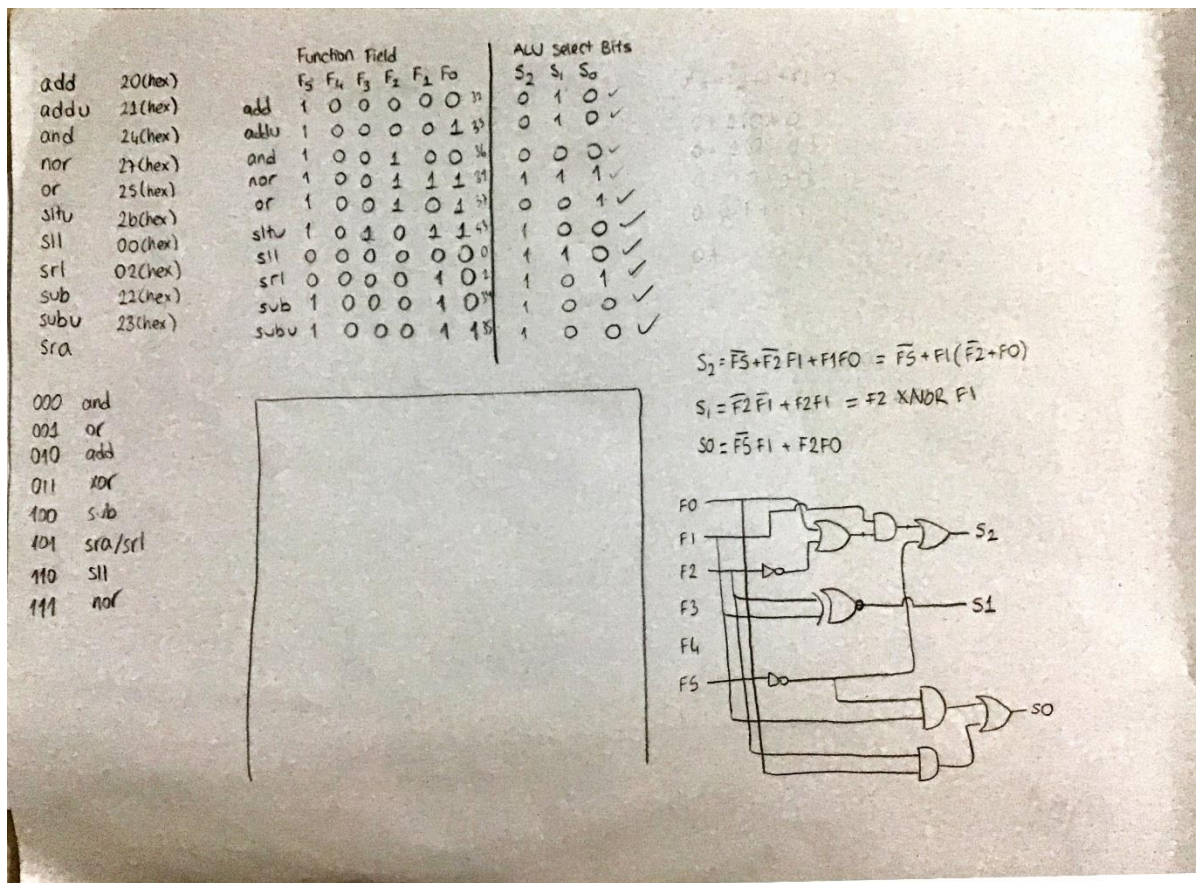 add 20(hex)
addu 21(hex)
and 24(hex)
nor 27(hex)
or 25(hex)
sltu 2b(hex)
sll 00(hex)
srl 02(hex)
sub 22(hex)
subu 23(hex)
sra
000 and
001 or
010 add
011 xor
100 sub
101 sra/srl
110 sll
111 nor
Function Field
F5 F4 F3 F2 F1 F0
add 1 0 0 0 0 0 32
addu 1 0 0 0 0 1 33
and 1 0 0 1 0 0 36
nor 1 0 0 1 1 1 39
or 1 0 0 1 0 1 37
sltu 1 0 1 0 1 1 43
sll 0 0 0 0 0 0 0
srl 0 0 0 0 1 0 2
sub 1 0 0 0 1 0 34
subu 1 0 0 0 1 1 35
ALU Select Bits
S2 S1 S0
0 1 0 ✓
0 1 0 ✓
0 0 0 ✓
1 1 1 ✓
0 0 1 ✓
1 0 0 ✓
1 1 0 ✓
1 0 1 ✓
1 0 0 ✓
1 0 0 ✓
S2 = F̅5̅ + F̅2̅ F1 + F1F0 = F̅5̅ + F1(F̅2̅ + F0)
S1 = F̅2̅ F̅1̅ + F2F1 = F2 XNOR F1
S0 = F̅5̅ F1 + F2F0
F0
F1
F2
F3
F4
F5
S2
S1
S0